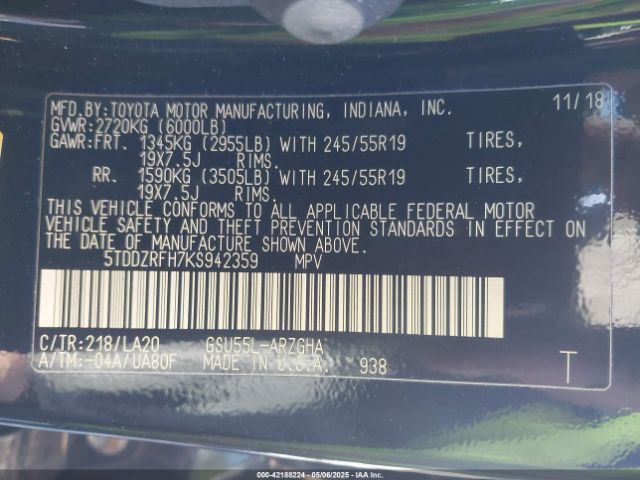 MFD.BY:TOYOTA MOTOR MANUFACTURING, INDIANA, INC. 11/18
GVWR:2720KG (6000LB)
GAWR:FRT. 1345KG (2955LB) WITH 245/55R19 TIRES,
19X7.5J RIMS.
RR. 1590KG (3505LB) WITH 245/55R19 TIRES,
19X7.5J RIMS.
THIS VEHICLE CONFORMS TO ALL APPLICABLE FEDERAL MOTOR
VEHICLE SAFETY AND THEFT PREVENTION STANDARDS IN EFFECT ON
THE DATE OF MANUFACTURE SHOWN ABOVE.
5TDDZRFH7KS942359 MPV
C/TR:218/LA20 GSU55L-ARZGHA
A/TM:-04A/UA80F MADE IN U.S.A. 938 T
000-42188224 - 05/06/2025 - IAA Inc.